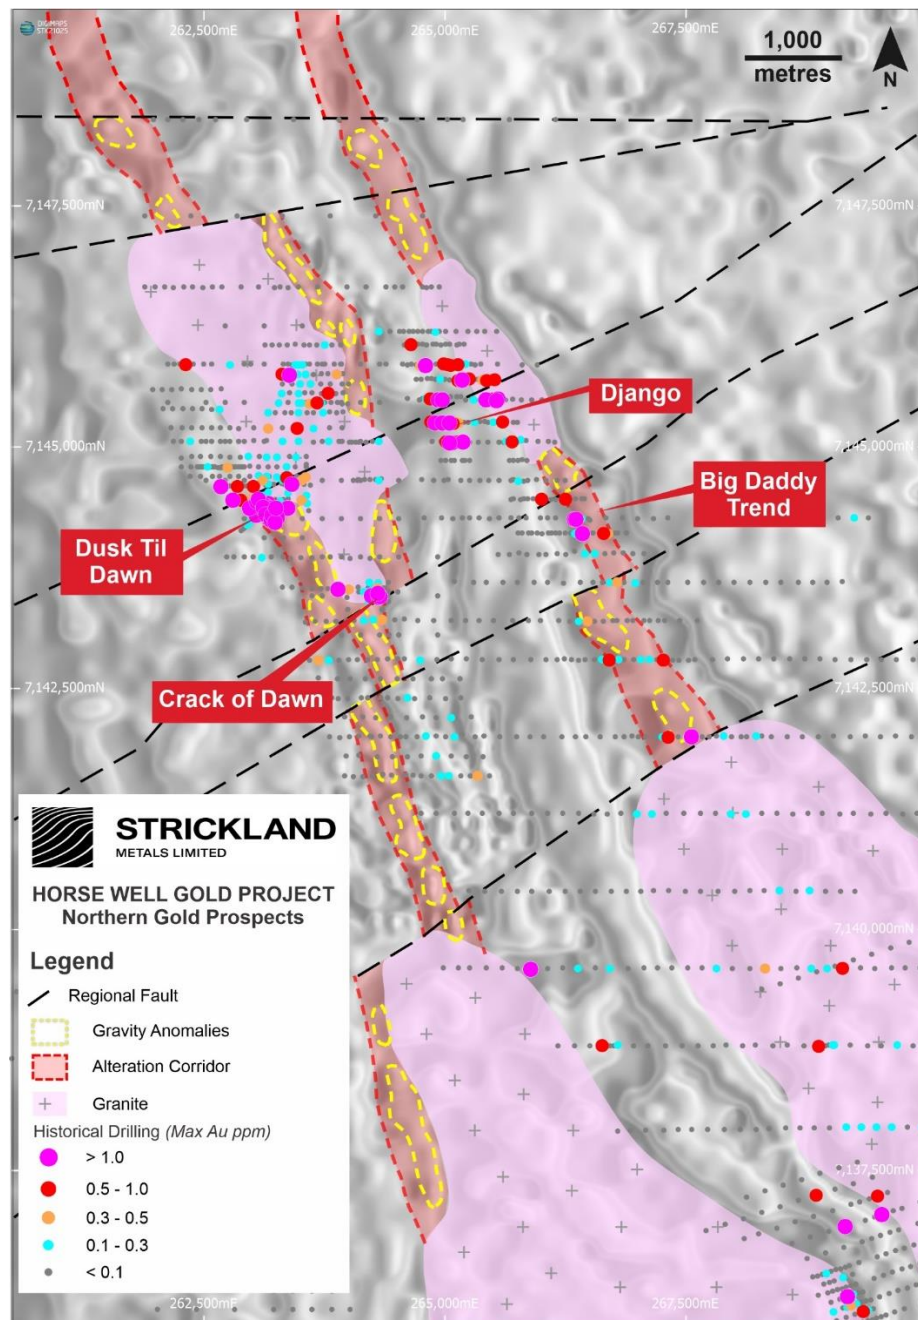 DIGIMAPS
STK21025
262,500mE
265,000mE
267,500mE
1,000
metres
N
7,147,500mN
7,147,500mN
Django
7,145,000mN
7,145,000mN
Big Daddy
Trend
Dusk Til
Dawn
Crack of Dawn
7,142,500mN
7,142,500mN
STRICKLAND
METALS LIMITED
HORSE WELL GOLD PROJECT
Northern Gold Prospects
Legend
Regional Fault
Gravity Anomalies
Alteration Corridor
Granite
Historical Drilling (Max Au ppm)
> 1.0
0.5 - 1.0
0.3 - 0.5
0.1 - 0.3
< 0.1
7,140,000mN
7,137,500mN
262,500mE
265,000mE
267,500mE